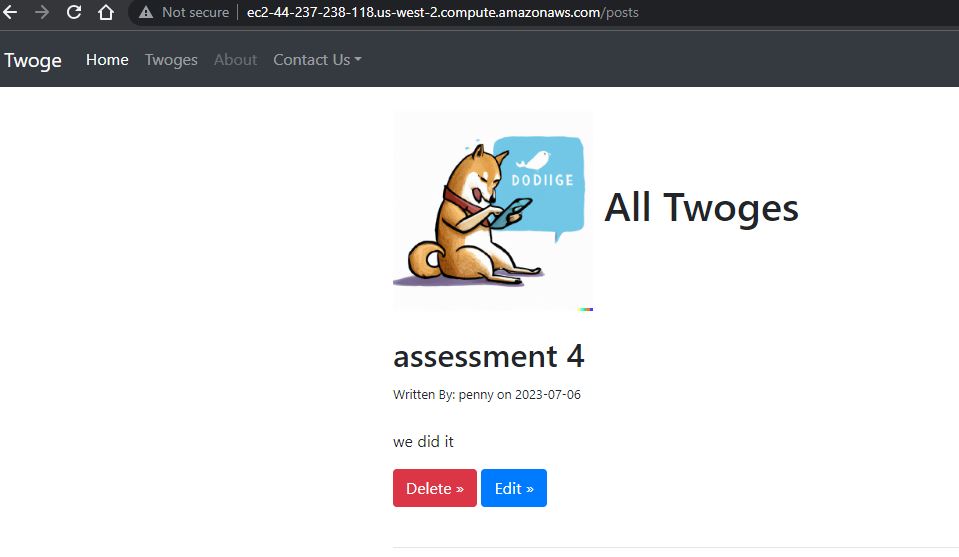 Not secure ec2-44-237-238-118.us-west-2.compute.amazonaws.com/posts
Twoge Home Twoges About Contact Us
DODIIGE
All Twoges
assessment 4
Written By: penny on 2023-07-06
we did it
Delete » Edit »